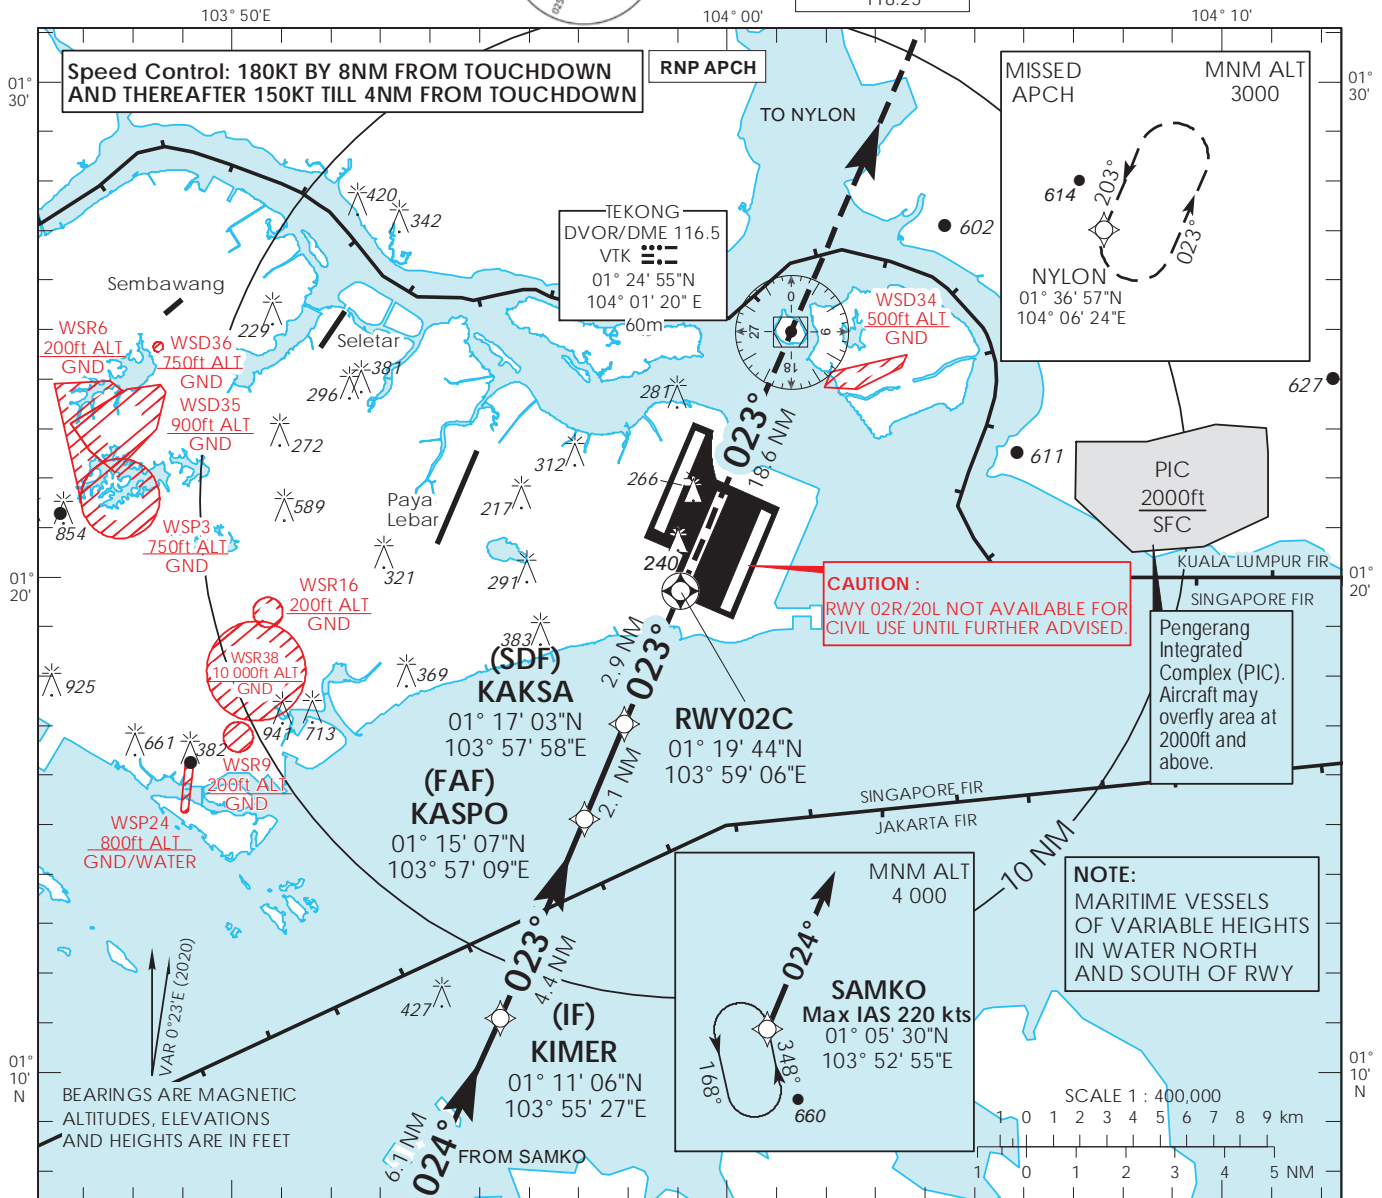 025
118.25
103° 50'E
104° 00'
104° 10'
01°
30'
01°
30'
Speed Control: 180KT BY 8NM FROM TOUCHDOWN
AND THEREAFTER 150KT TILL 4NM FROM TOUCHDOWN
RNP APCH
TO NYLON
MISSED
APCH
MNM ALT
3000
203°
023°
614
NYLON
01° 36' 57"N
104° 06' 24"E
420
342
602
TEKONG
DVOR/DME 116.5
VTK
01° 24' 55"N
104° 01' 20" E
60m
0
9
18
27
WSD34
500ft ALT
GND
Sembawang
229
Seletar
WSR6
200ft ALT
GND
WSD36
750ft ALT
GND
WSD35
900ft ALT
GND
381
296
281
627
272
312
023°
18.6 NM
611
266
217
589
Paya
Lebar
854
WSP3
750ft ALT
GND
PIC
2000ft
SFC
321
291
240
KUALA LUMPUR FIR
SINGAPORE FIR
01°
20'
01°
20'
CAUTION :
RWY 02R/20L NOT AVAILABLE FOR
CIVIL USE UNTIL FURTHER ADVISED.
WSR16
200ft ALT
GND
383
Pengerang
Integrated
Complex (PIC).
Aircraft may
overfly area at
2000ft and
above.
WSR38
10 000ft ALT
GND
369
925
941
713
661
382
WSR9
200ft ALT
GND
WSP24
800ft ALT
GND/WATER
(SDF)
KAKSA
01° 17' 03"N
103° 57' 58"E
2.9 NM
023°
RWY02C
01° 19' 44"N
103° 59' 06"E
(FAF)
KASPO
01° 15' 07"N
103° 57' 09"E
2.1 NM
SINGAPORE FIR
JAKARTA FIR
10 NM
MNM ALT
4 000
024°
SAMKO
Max IAS 220 kts
01° 05' 30"N
103° 52' 55"E
168°
348°
660
NOTE:
MARITIME VESSELS
OF VARIABLE HEIGHTS
IN WATER NORTH
AND SOUTH OF RWY
023°
4.4 NM
427
(IF)
KIMER
01° 11' 06"N
103° 55' 27"E
VAR 0°23'E (2020)
01°
10'
N
01°
10'
N
BEARINGS ARE MAGNETIC
ALTITUDES, ELEVATIONS
AND HEIGHTS ARE IN FEET
6.1 NM
024°
FROM SAMKO
SCALE 1 : 400,000
1 0 1 2 3 4 5 6 7 8 9 km
1 0 1 2 3 4 5 NM